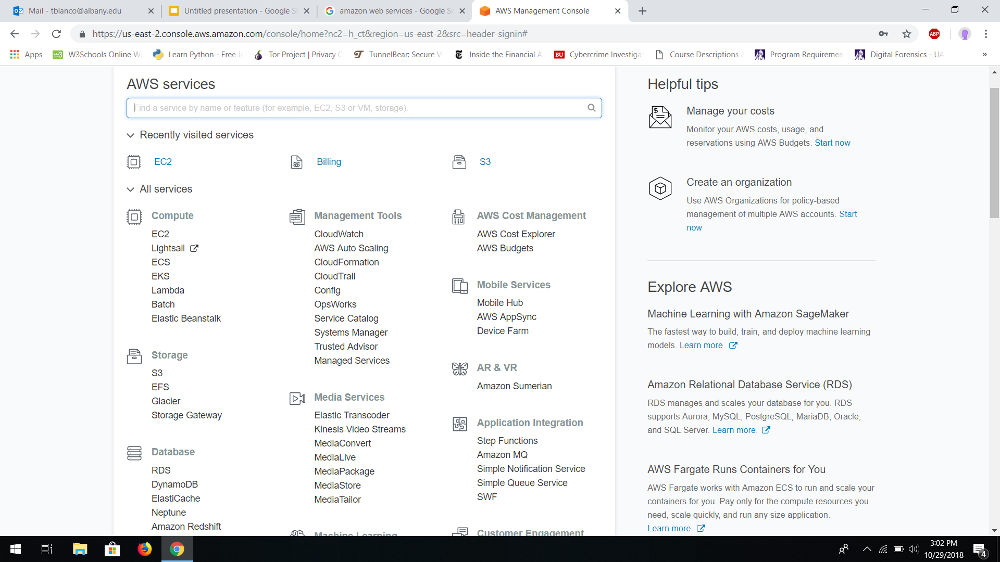 Mail - tblanco@albany.edu
Untitled presentation - Google Sl
amazon web services - Google Se
AWS Management Console
https://us-east-2.console.aws.amazon.com/console/home?nc2=h_ct&region=us-east-2&src=header-signin#
ABP
Apps
W3Schools Online W
Learn Python - Free I
Tor Project | Privacy
TunnelBear: Secure V
Inside the Financial A
BU
Cybercrime Investiga
Course Descriptions a
Program Requiremen
Digital Forensics - UA
»
AWS services
Find a service by name or feature (for example, EC2, S3 or VM, storage).
Recently visited services
EC2
Billing
S3
All services
Compute
EC2
Lightsail
ECS
EKS
Lambda
Batch
Elastic Beanstalk
Storage
S3
EFS
Glacier
Storage Gateway
Database
RDS
DynamoDB
ElastiCache
Neptune
Amazon Redshift
Management Tools
CloudWatch
AWS Auto Scaling
CloudFormation
CloudTrail
Config
OpsWorks
Service Catalog
Systems Manager
Trusted Advisor
Managed Services
Media Services
Elastic Transcoder
Kinesis Video Streams
MediaConvert
MediaLive
MediaPackage
MediaStore
MediaTailor
Machine Learning
AWS Cost Management
AWS Cost Explorer
AWS Budgets
Mobile Services
Mobile Hub
AWS AppSync
Device Farm
AR & VR
Amazon Sumerian
Application Integration
Step Functions
Amazon MQ
Simple Notification Service
Simple Queue Service
SWF
Customer Engagement
Helpful tips
Manage your costs
Monitor your AWS costs, usage, and
reservations using AWS Budgets. Start now
Create an organization
Use AWS Organizations for policy-based
management of multiple AWS accounts. Start
now
Explore AWS
Machine Learning with Amazon SageMaker
The fastest way to build, train, and deploy machine learning
models. Learn more.
Amazon Relational Database Service (RDS)
RDS manages and scales your database for you. RDS
supports Aurora, MySQL, PostgreSQL, MariaDB, Oracle,
and SQL Server. Learn more.
AWS Fargate Runs Containers for You
AWS Fargate works with Amazon ECS to run and scale your
containers for you. Pay only for the compute resources you
need, scale quickly, and run any size application.
Learn more.
3:02 PM
10/29/2018
4